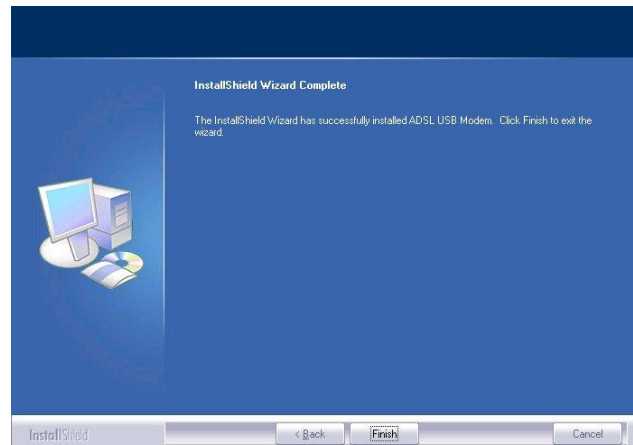 InstallShield Wizard Complete
The InstallShield Wizard has successfully installed ADSL USB Modem. Click Finish to exit the
wizard.
InstallShield
< Back
Finish
Cancel